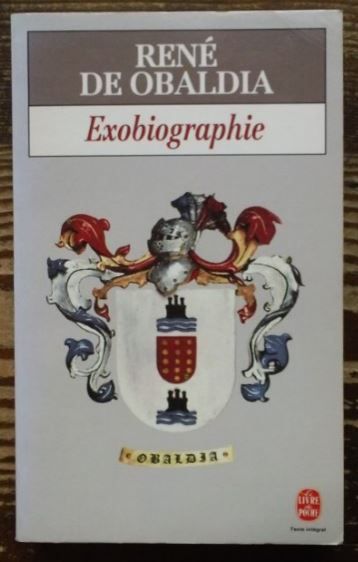 RENÉ
DE OBALDIA
Exobiographie
OBALDIA
Le
LIVRE
de
POCHE
Texte intégral